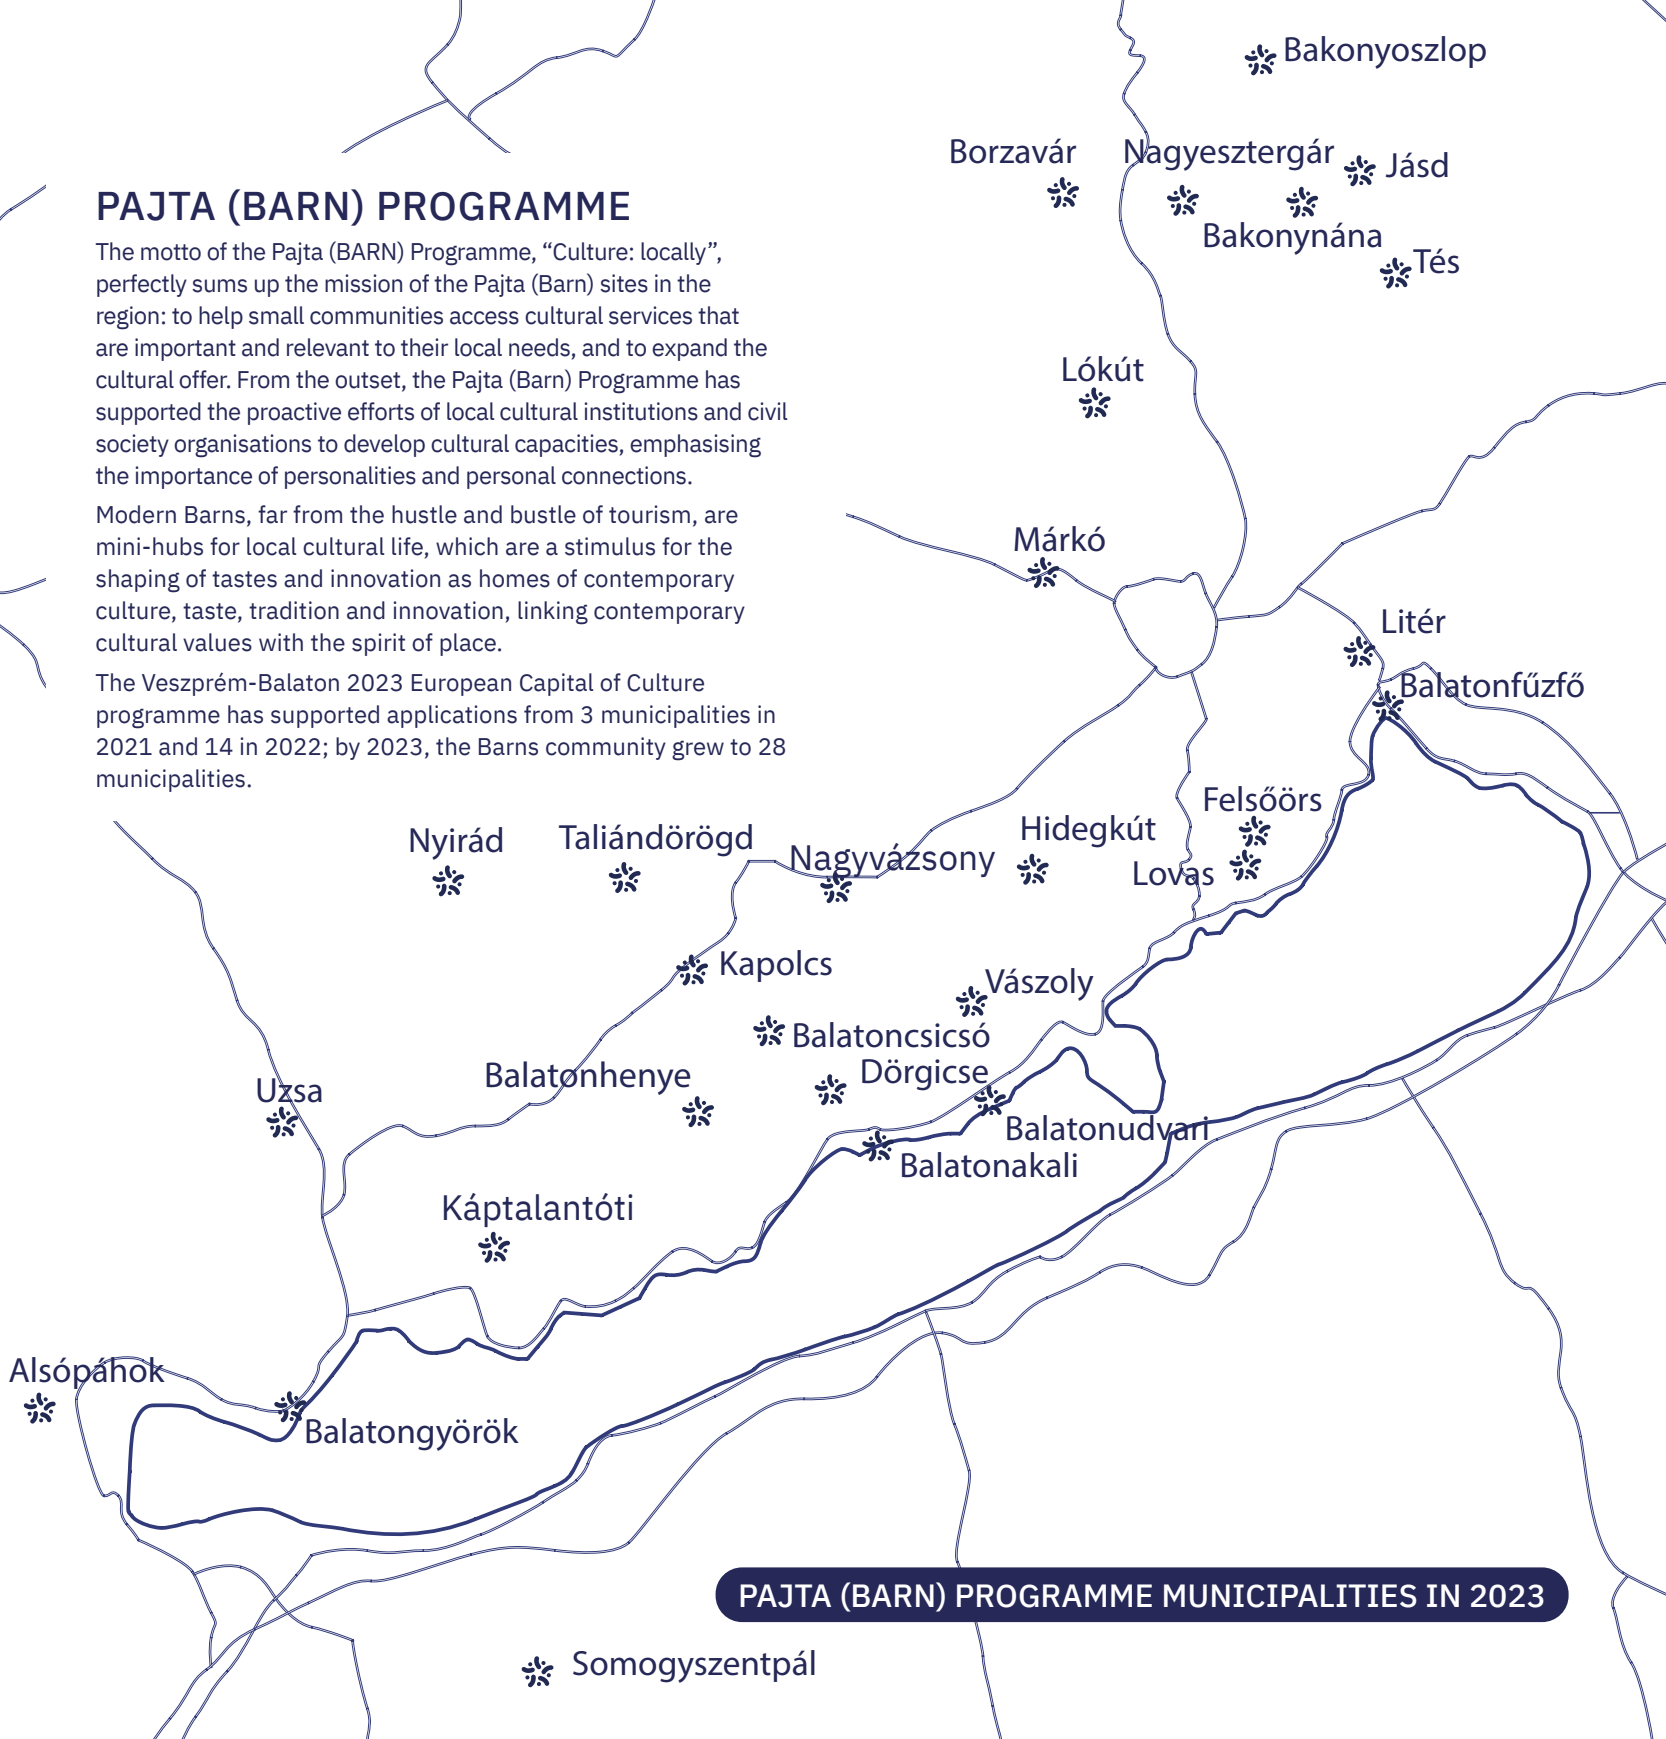 Bakonyoszlop
Borzavár
Nagyesztergár
Jásd
PAJTA (BARN) PROGRAMME
The motto of the Pajta (BARN) Programme, “Culture: locally”,
perfectly sums up the mission of the Pajta (Barn) sites in the
region: to help small communities access cultural services that
are important and relevant to their local needs, and to expand the
cultural offer. From the outset, the Pajta (Barn) Programme has
supported the proactive efforts of local cultural institutions and civil
society organisations to develop cultural capacities, emphasising
the importance of personalities and personal connections.
Modern Barns, far from the hustle and bustle of tourism, are
mini-hubs for local cultural life, which are a stimulus for the
shaping of tastes and innovation as homes of contemporary
culture, taste, tradition and innovation, linking contemporary
cultural values with the spirit of place.
The Veszprém-Balaton 2023 European Capital of Culture
programme has supported applications from 3 municipalities in
2021 and 14 in 2022; by 2023, the Barns community grew to 28
municipalities.
Bakonynána
Tés
Lókút
Márkó
Litér
Balatonfűzfő
Felsőörs
Hidegkút
Lovas
Nyirád
Taliándörögd
Nagyvázsony
Kapolcs
Vászoly
Balatoncsicsó
Dörgicse
Balatonhenye
Uzsa
Balatonudvari
Balatonakali
Káptalantóti
Alsópáhok
Balatongyörök
PAJTA (BARN) PROGRAMME MUNICIPALITIES IN 2023
Somogyszentpál